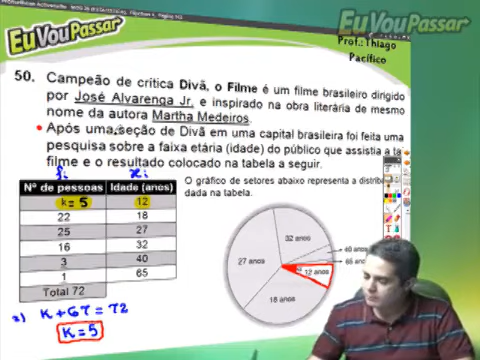 EuVouPassar
EuVouPassar
Prof.: Thiago
Pacífico
50. Campeão de crítica Divã, o Filme é um filme brasileiro dirigido
por José Alvarenga Jr. e inspirado na obra literária de mesmo
nome da autora Martha Medeiros.
• Após uma seção de Divã em uma capital brasileira foi feita uma
pesquisa sobre a faixa etária (idade) do público que assistia a
filme e o resultado colocado na tabela a seguir.
fi xi
Nº de pessoas Idade (anos)
k = 5 12
22 18
25 27
16 32
3 40
1 65
Total 72
O gráfico de setores abaixo representa a
dada na tabela.
32 anos
40 anos
65
12 anos
27 anos
18 anos
a) K + 67 = 72
K = 5